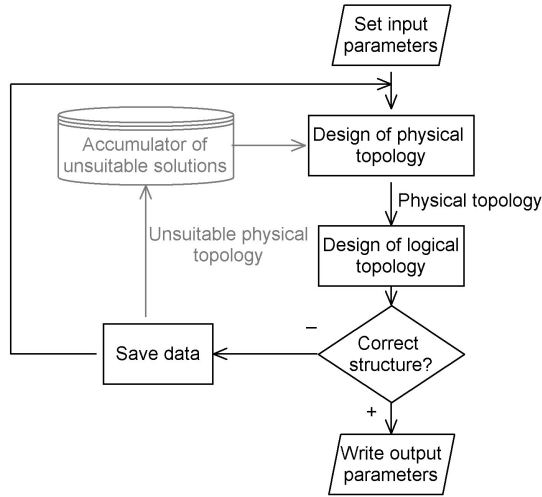 Set input
parameters
Accumulator of
unsuitable solutions
Design of physical
topology
Physical topology
Unsuitable physical
topology
Design of logical
topology
–
Save data
Correct
structure?
+
Write output
parameters